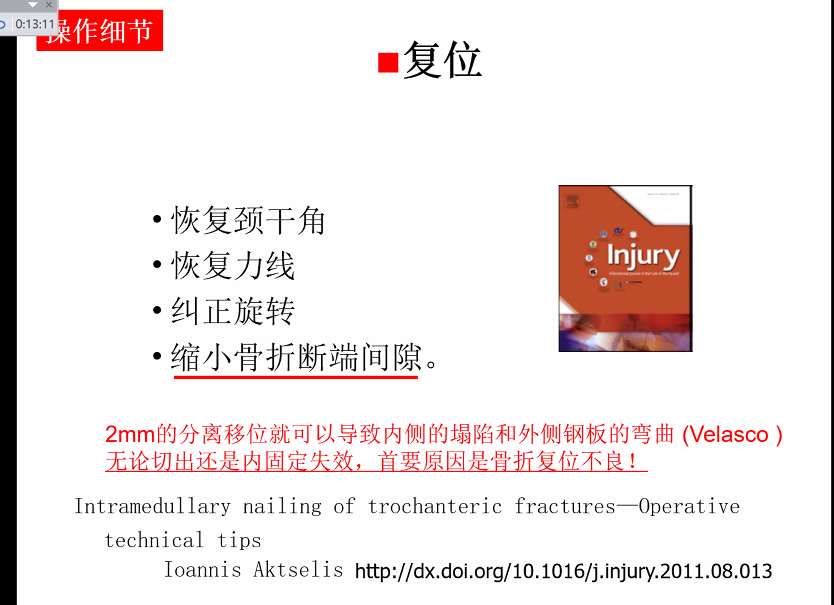 0:13:11
操作细节
■复位
• 恢复颈干角
• 恢复力线
• 纠正旋转
• 缩小骨折断端间隙。
Injury
2mm的分离移位就可以导致内侧的塌陷和外侧钢板的弯曲 (Velasco )
无论切出还是内固定失效，首要原因是骨折复位不良！
Intramedullary nailing of trochanteric fractures—Operative
technical tips
Ioannis Aktselis http://dx.doi.org/10.1016/j.injury.2011.08.013